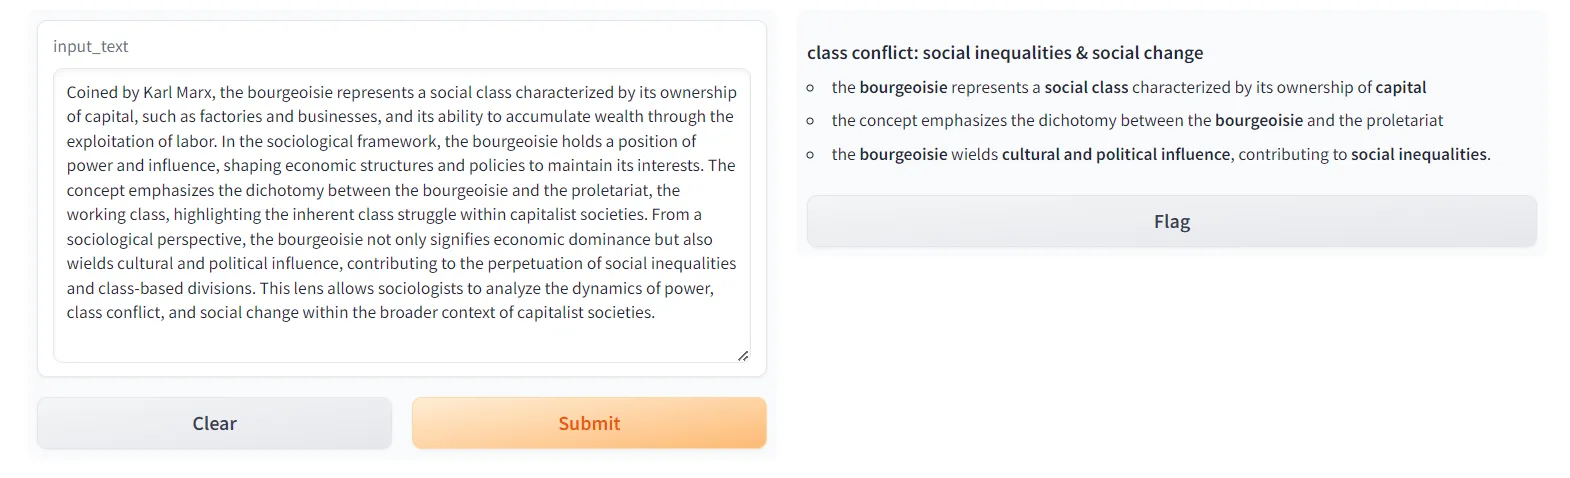 input_text
Coined by Karl Marx, the bourgeoisie represents a social class characterized by its ownership
of capital, such as factories and businesses, and its ability to accumulate wealth through the
exploitation of labor. In the sociological framework, the bourgeoisie holds a position of
power and influence, shaping economic structures and policies to maintain its interests. The
concept emphasizes the dichotomy between the bourgeoisie and the proletariat, the
working class, highlighting the inherent class struggle within capitalist societies. From a
sociological perspective, the bourgeoisie not only signifies economic dominance but also
wields cultural and political influence, contributing to the perpetuation of social inequalities
and class-based divisions. This lens allows sociologists to analyze the dynamics of power,
class conflict, and social change within the broader context of capitalist societies.
Clear
Submit
class conflict: social inequalities & social change
the bourgeoisie represents a social class characterized by its ownership of capital
the concept emphasizes the dichotomy between the bourgeoisie and the proletariat
the bourgeoisie wields cultural and political influence, contributing to social inequalities.
Flag